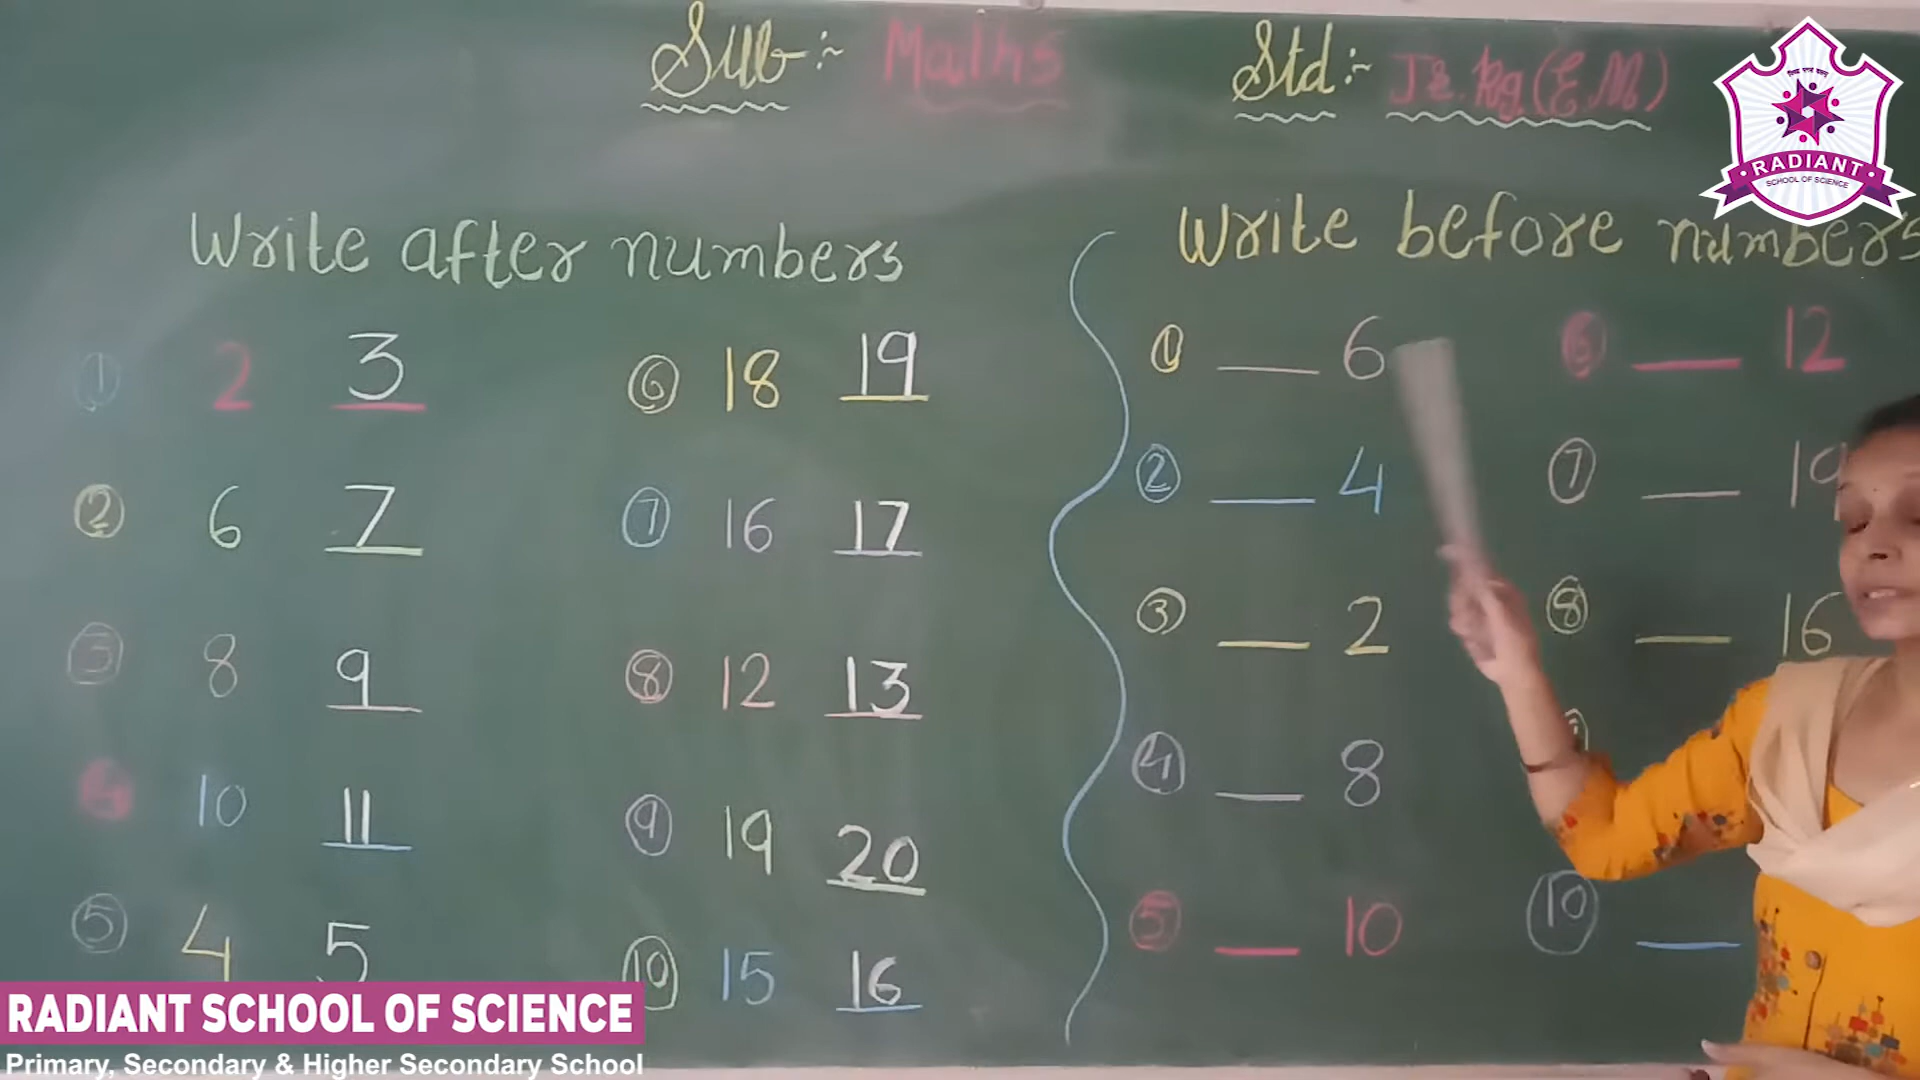 Sub:- Maths
Std:- Jr. Kg (E.M)
RADIANT
SCHOOL OF SCIENCE
Write after numbers
① 2 3
② 6 7
③ 8 9
④ 10 11
⑤ 4 5
⑥ 18 19
⑦ 16 17
⑧ 12 13
⑨ 19 20
⑩ 15 16
Write before numbers
① __ 6
② __ 4
③ __ 2
④ __ 8
⑤ __ 10
⑥ __ 12
⑦ __ 19
⑧ __ 16
⑩ __
RADIANT SCHOOL OF SCIENCE
Primary, Secondary & Higher Secondary School